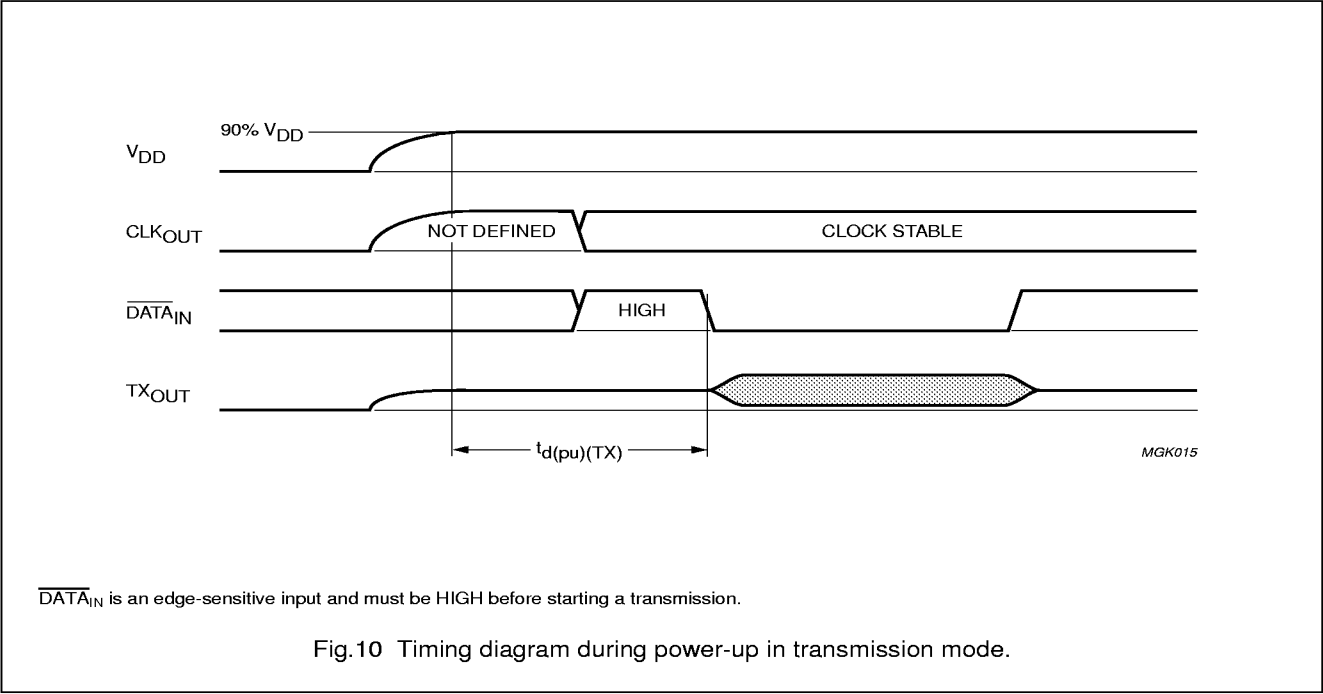 90% VDD
VDD
CLKOUT
NOT DEFINED
CLOCK STABLE
DATAIN
HIGH
TXOUT
td(pu)(TX)
MGK015
DATAIN is an edge-sensitive input and must be HIGH before starting a transmission.
Fig.10 Timing diagram during power-up in transmission mode.